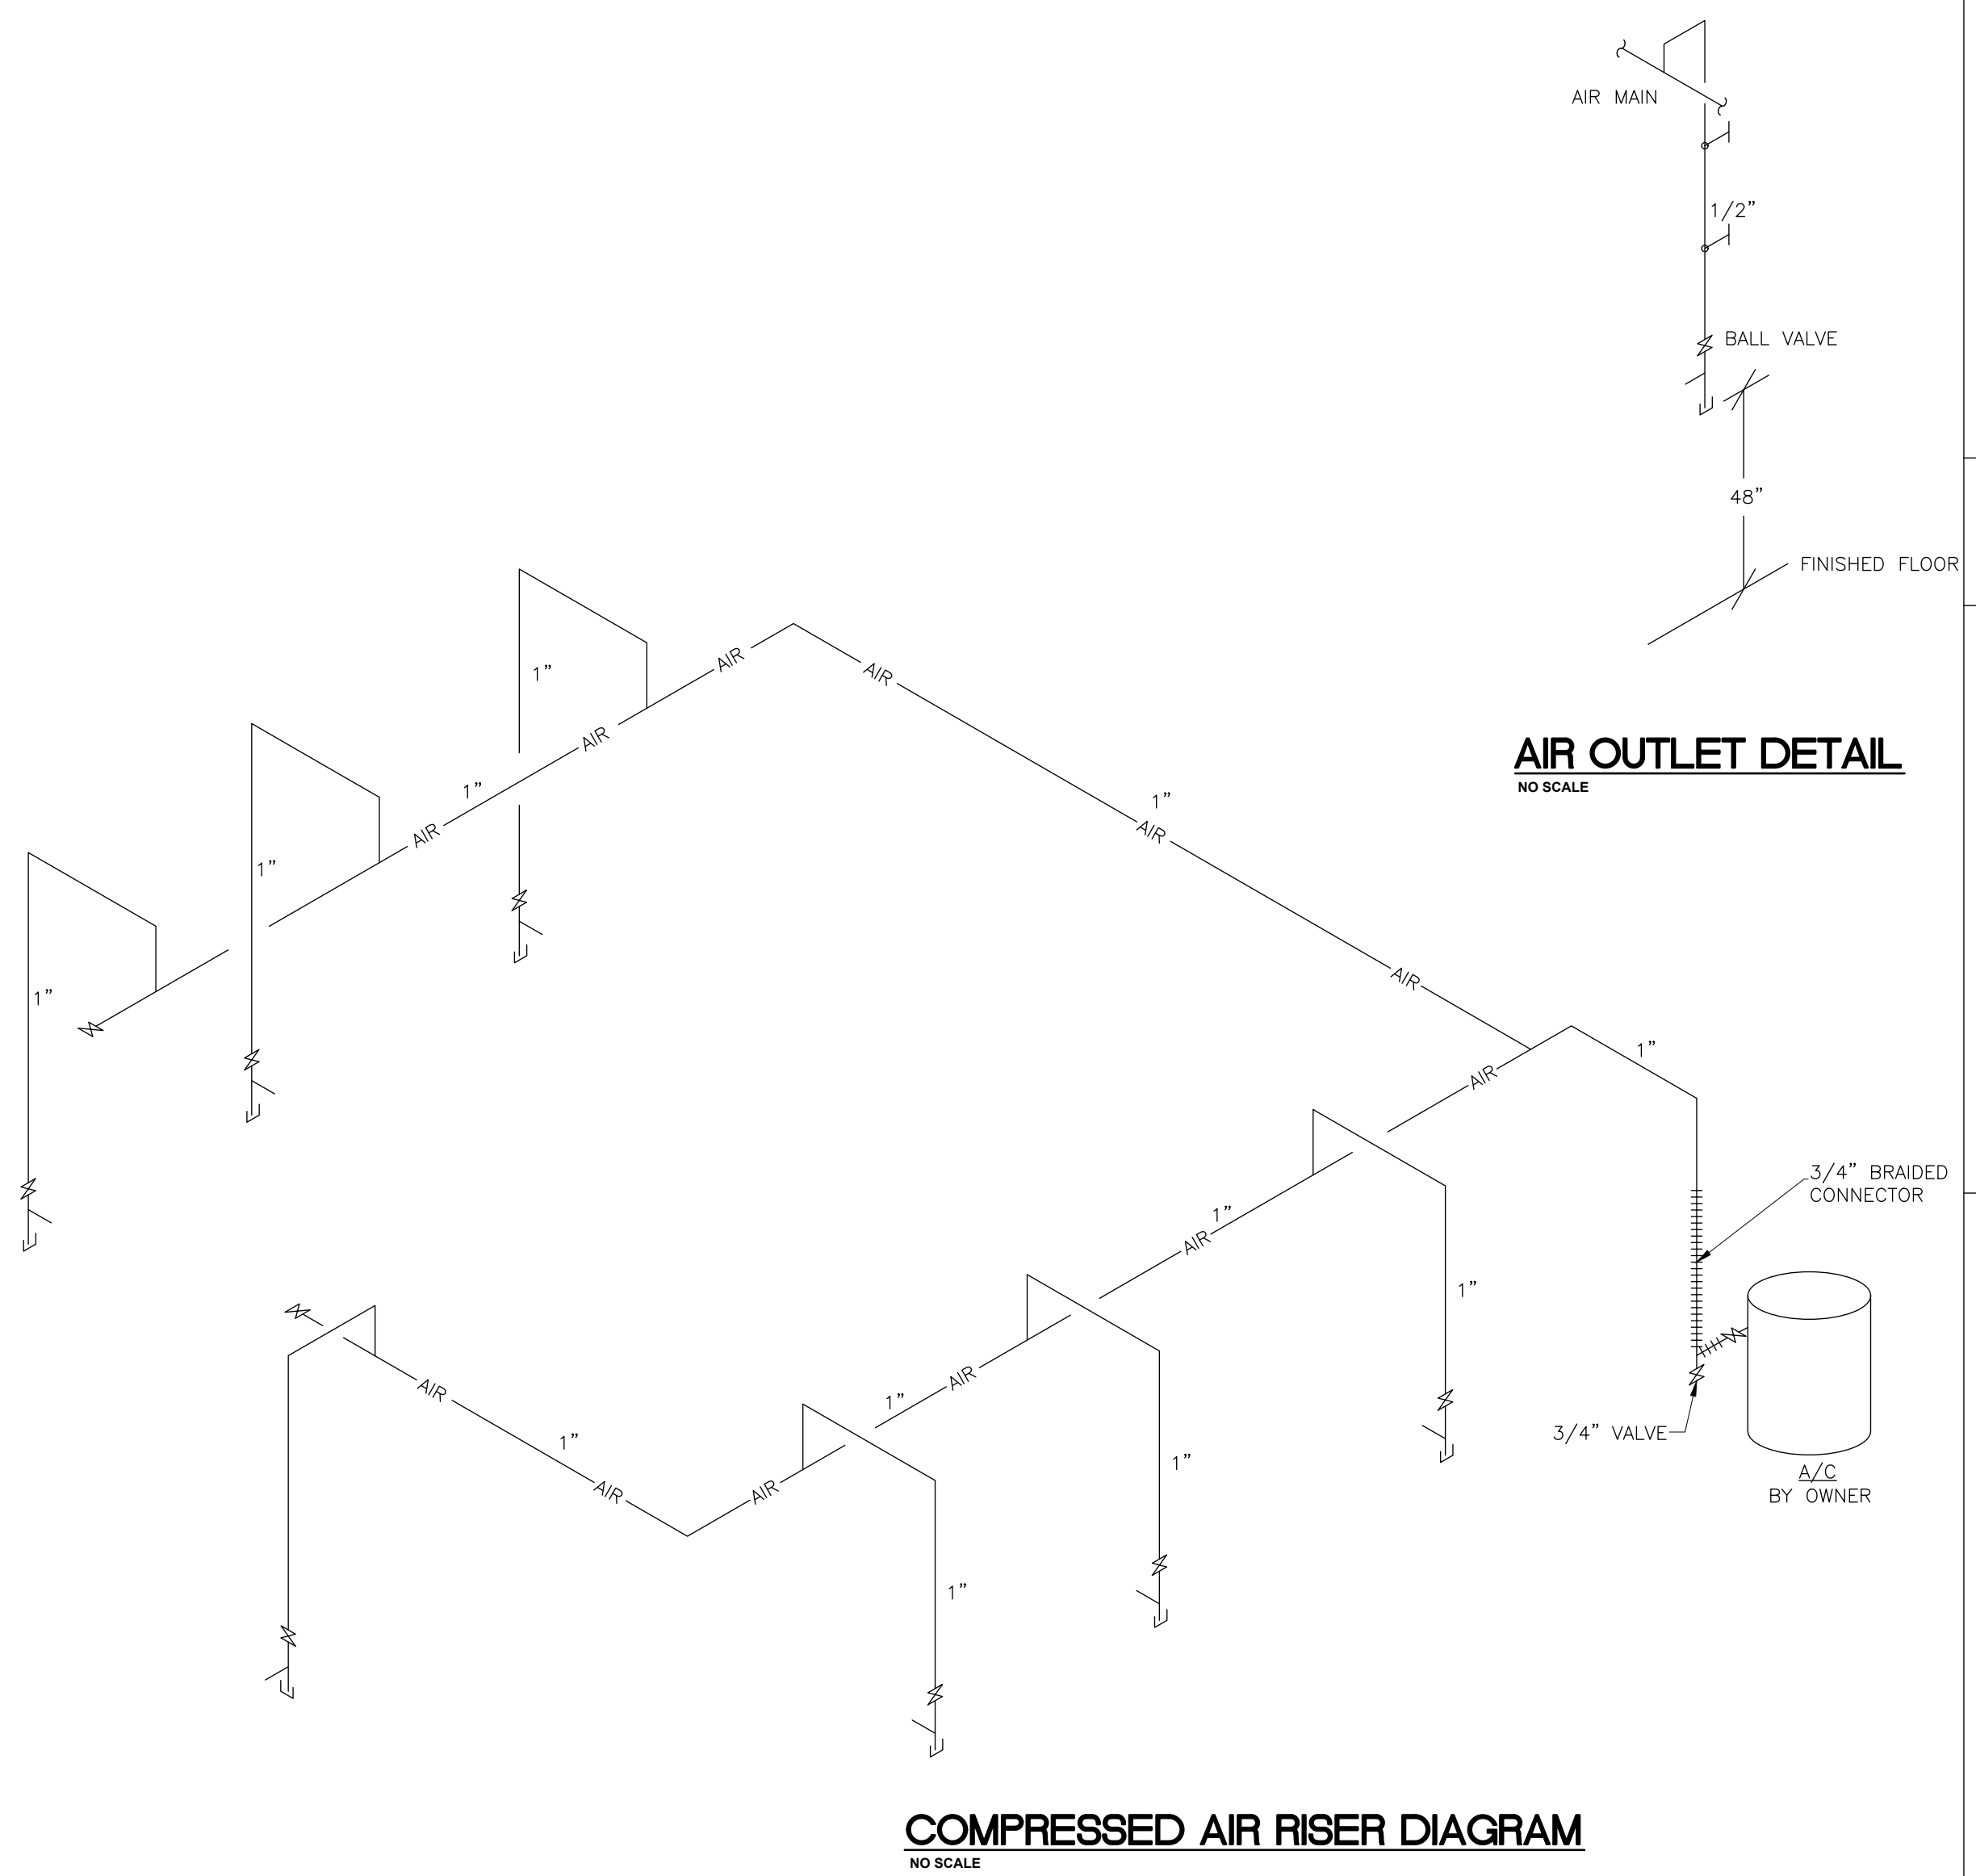 AIR MAIN
1/2"
BALL VALVE
48"
FINISHED FLOOR
AIR OUTLET DETAIL
NO SCALE
1"
AIR
AIR
AIR
1"
1"
AIR
1"
AIR
1"
AIR
1"
AIR
1"
AIR
3/4" BRAIDED
CONNECTOR
1"
AIR
1"
AIR
1"
AIR
1"
AIR
1"
AIR
1"
3/4" VALVE
A/C
BY OWNER
1"
COMPRESSED AIR RISER DIAGRAM
NO SCALE